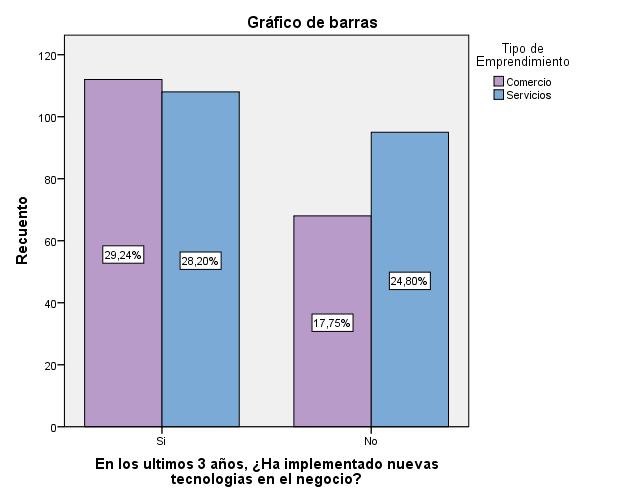 Gráfico de barras
Tipo de
Emprendimiento
Comercio
Servicios
Recuento
120
100
80
60
40
20
0
29,24%
28,20%
17,75%
24,80%
Si
No
En los ultimos 3 años, ¿Ha implementado nuevas
tecnologias en el negocio?